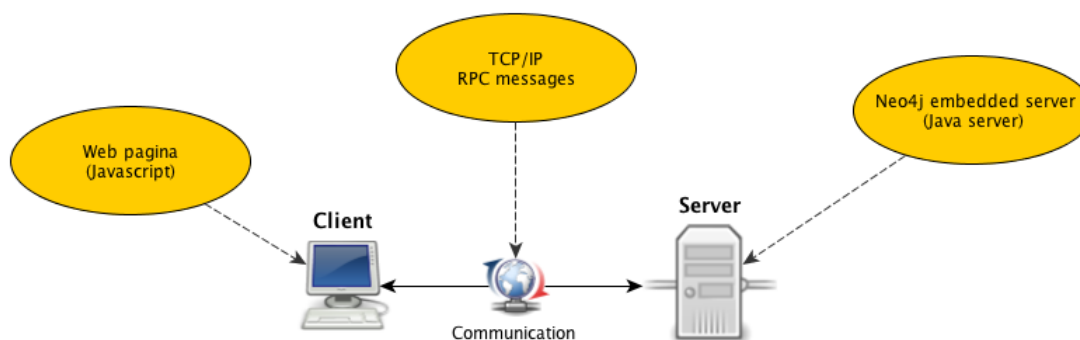 TCP/IP
RPC messages
Neo4j embedded server
(Java server)
Web pagina
(Javascript)
Client
Server
Communication